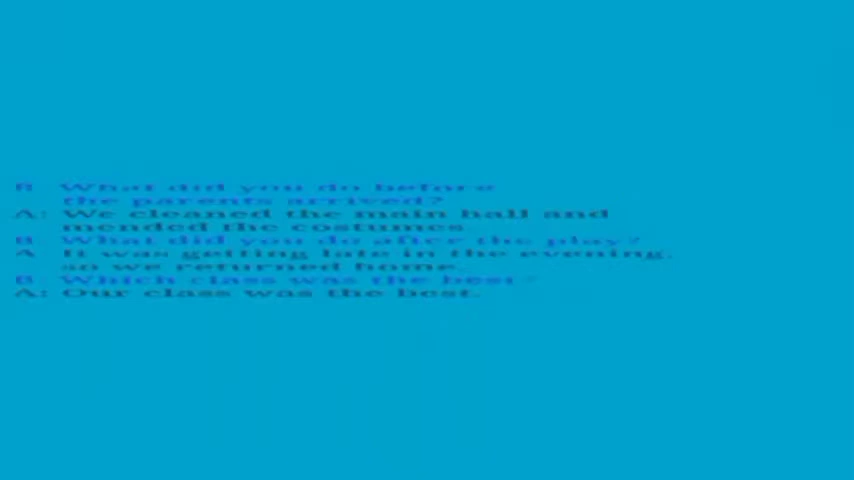 B: What did you do before
the parents arrived?
A: We cleaned the main hall and
mended the costumes.
B: What did you do after the play?
A: It was getting late in the evening,
so we returned home.
B: Which class was the best?
A: Our class was the best.